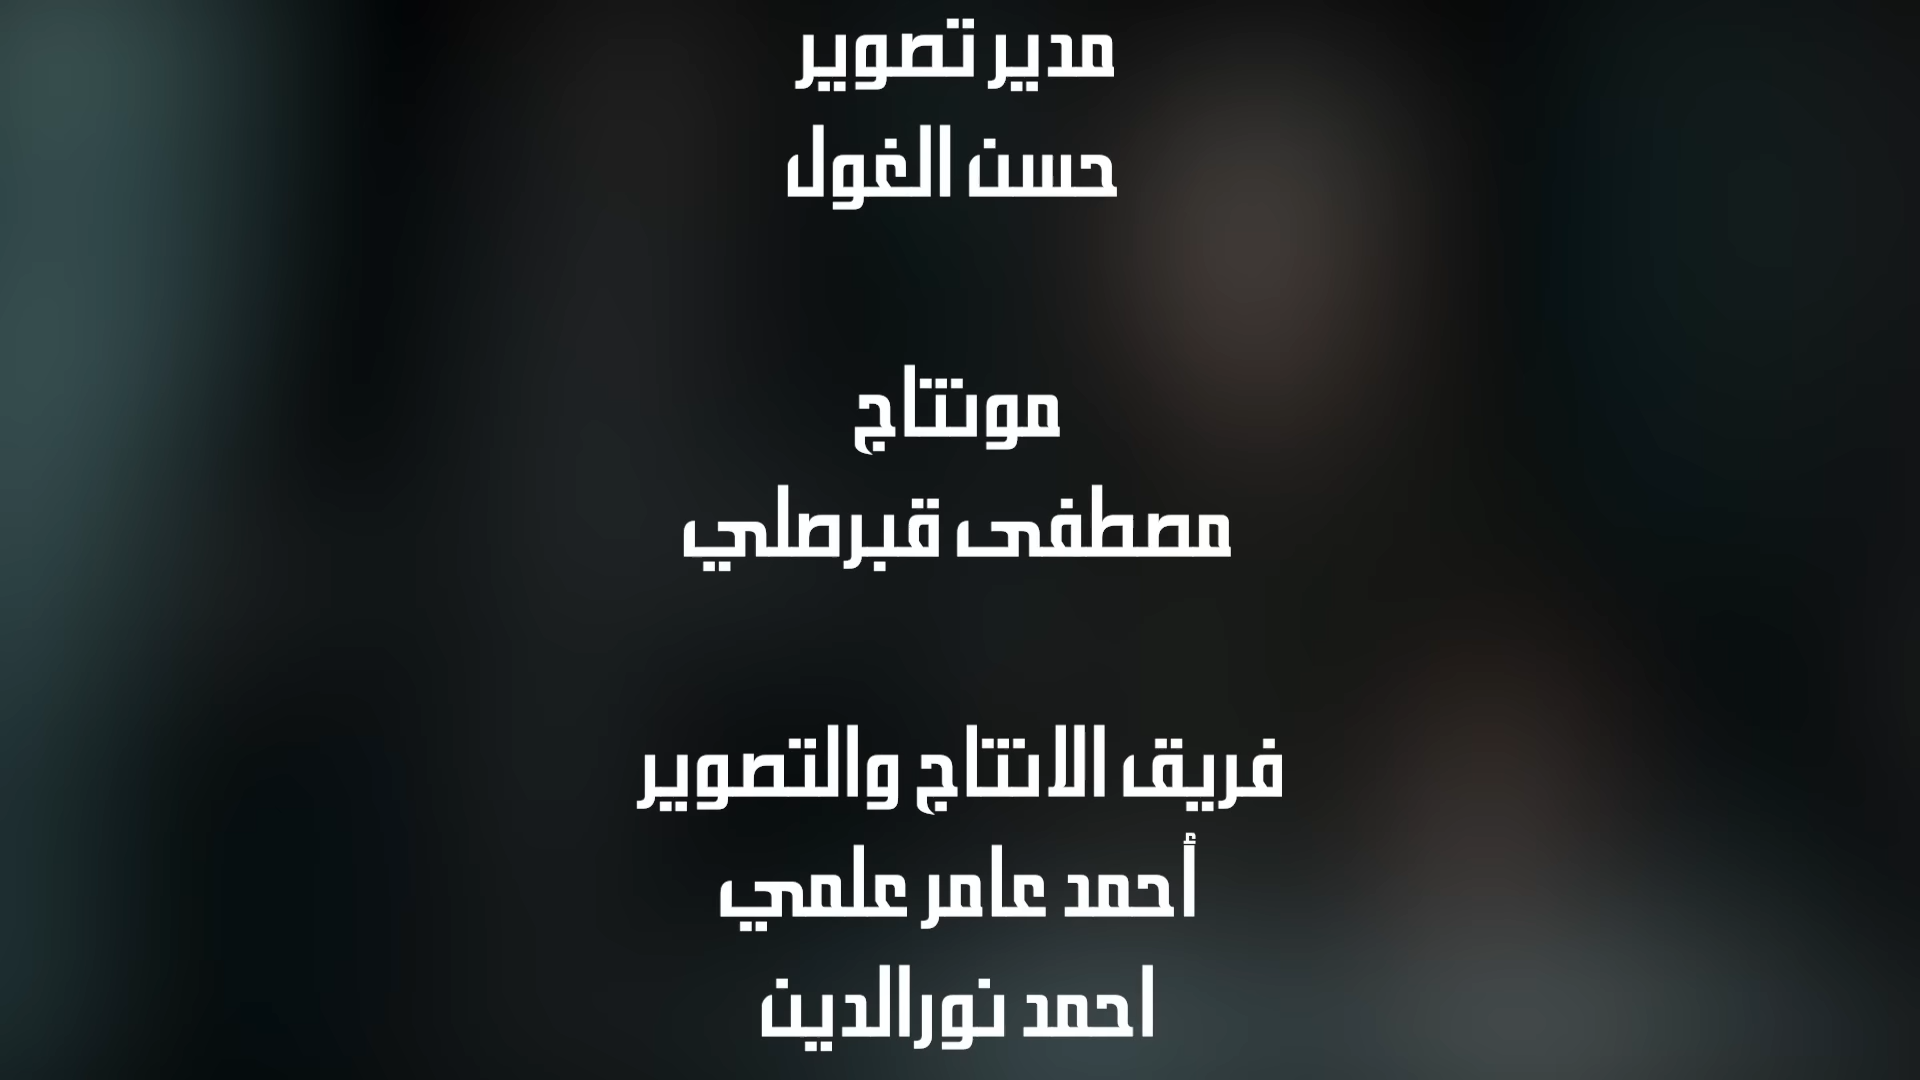 مدير تصوير
حسن الغول
مونتاج
مصطفى قبرصلي
فريق الانتاج والتصوير
أحمد عامر علمي
احمد نورالدين